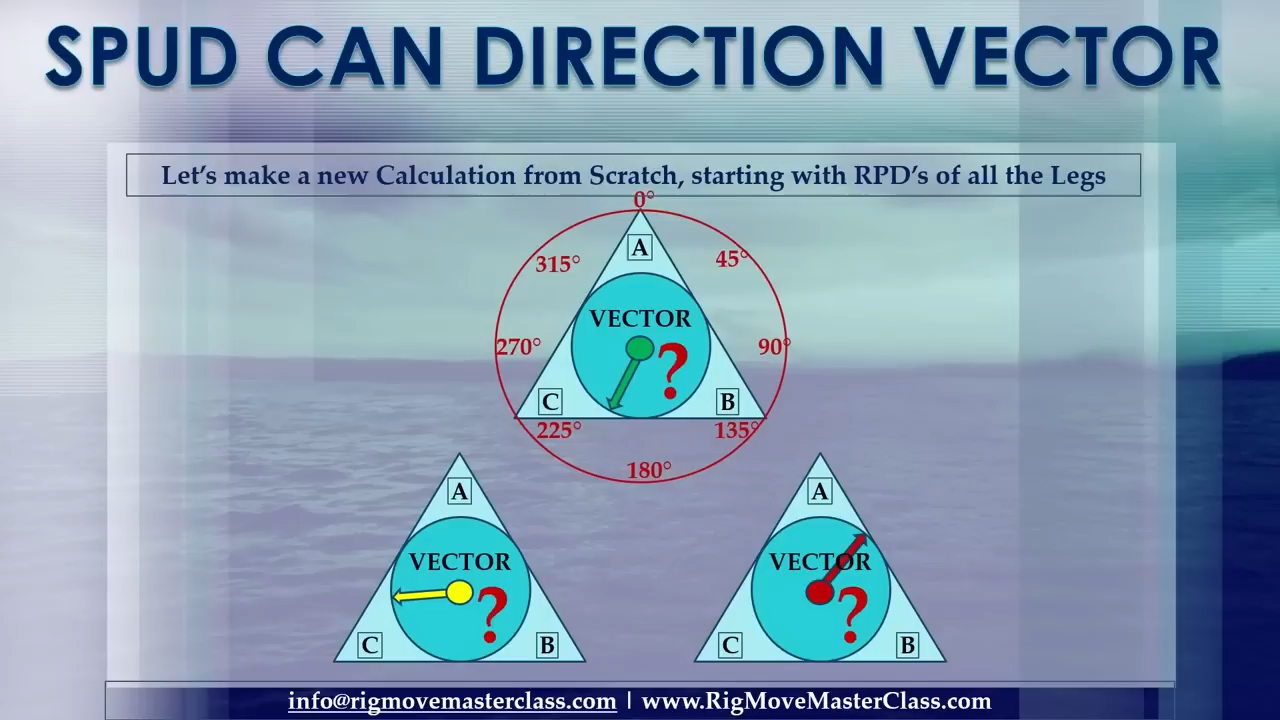 SPUD CAN DIRECTION VECTOR
Let's make a new Calculation from Scratch, starting with RPD's of all the Legs
0°
A
315°
45°
VECTOR
270°
?
90°
C
B
225°
135°
180°
A
VECTOR
?
C
B
A
VECTOR
?
C
B
info@rigmovemasterclass.com | www.RigMoveMasterClass.com